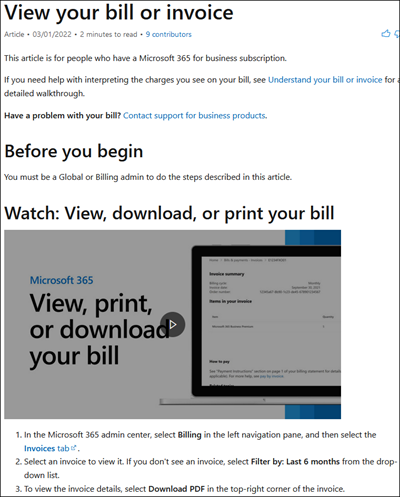 View your bill or invoice
Article • 03/01/2022 • 2 minutes to read • 9 contributors
This article is for people who have a Microsoft 365 for business subscription.
If you need help with interpreting the charges you see on your bill, see Understand your bill or invoice for a
detailed walkthrough.
Have a problem with your bill? Contact support for business products.
Before you begin
You must be a Global or Billing admin to do the steps described in this article.
Watch: View, download, or print your bill
Microsoft 365
View, print,
or download
your bill
Invoice summary
Items in your invoice
How to pay
1. In the Microsoft 365 admin center, select Billing in the left navigation pane, and then select the
Invoices tab.
2. Select an invoice to view it. If you don't see an invoice, select Filter by: Last 6 months from the drop-
down list.
3. To view the invoice details, select Download PDF in the top-right corner of the invoice.